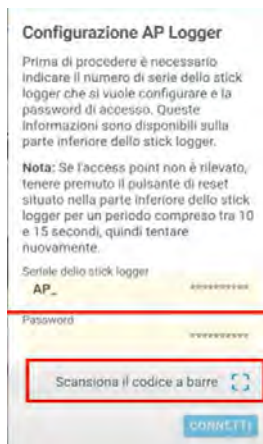 Configurazione AP Logger
Prima di procedere è necessario
indicare il numero di serie dello stick
logger che si vuole configurare e la
password di accesso. Queste
informazioni sono disponibili sulla
parte inferiore dello stick logger.
Nota: Se l'access point non è rilevato,
tenere premuto il pulsante di reset
situato nella parte inferiore dello stick
logger per un periodo compreso tra 10
e 15 secondi, quindi tentare
nuovamente.
Seriale dello stick logger
AP_ **********
Password
**********
Scansiona il codice a barre
CONNETTI